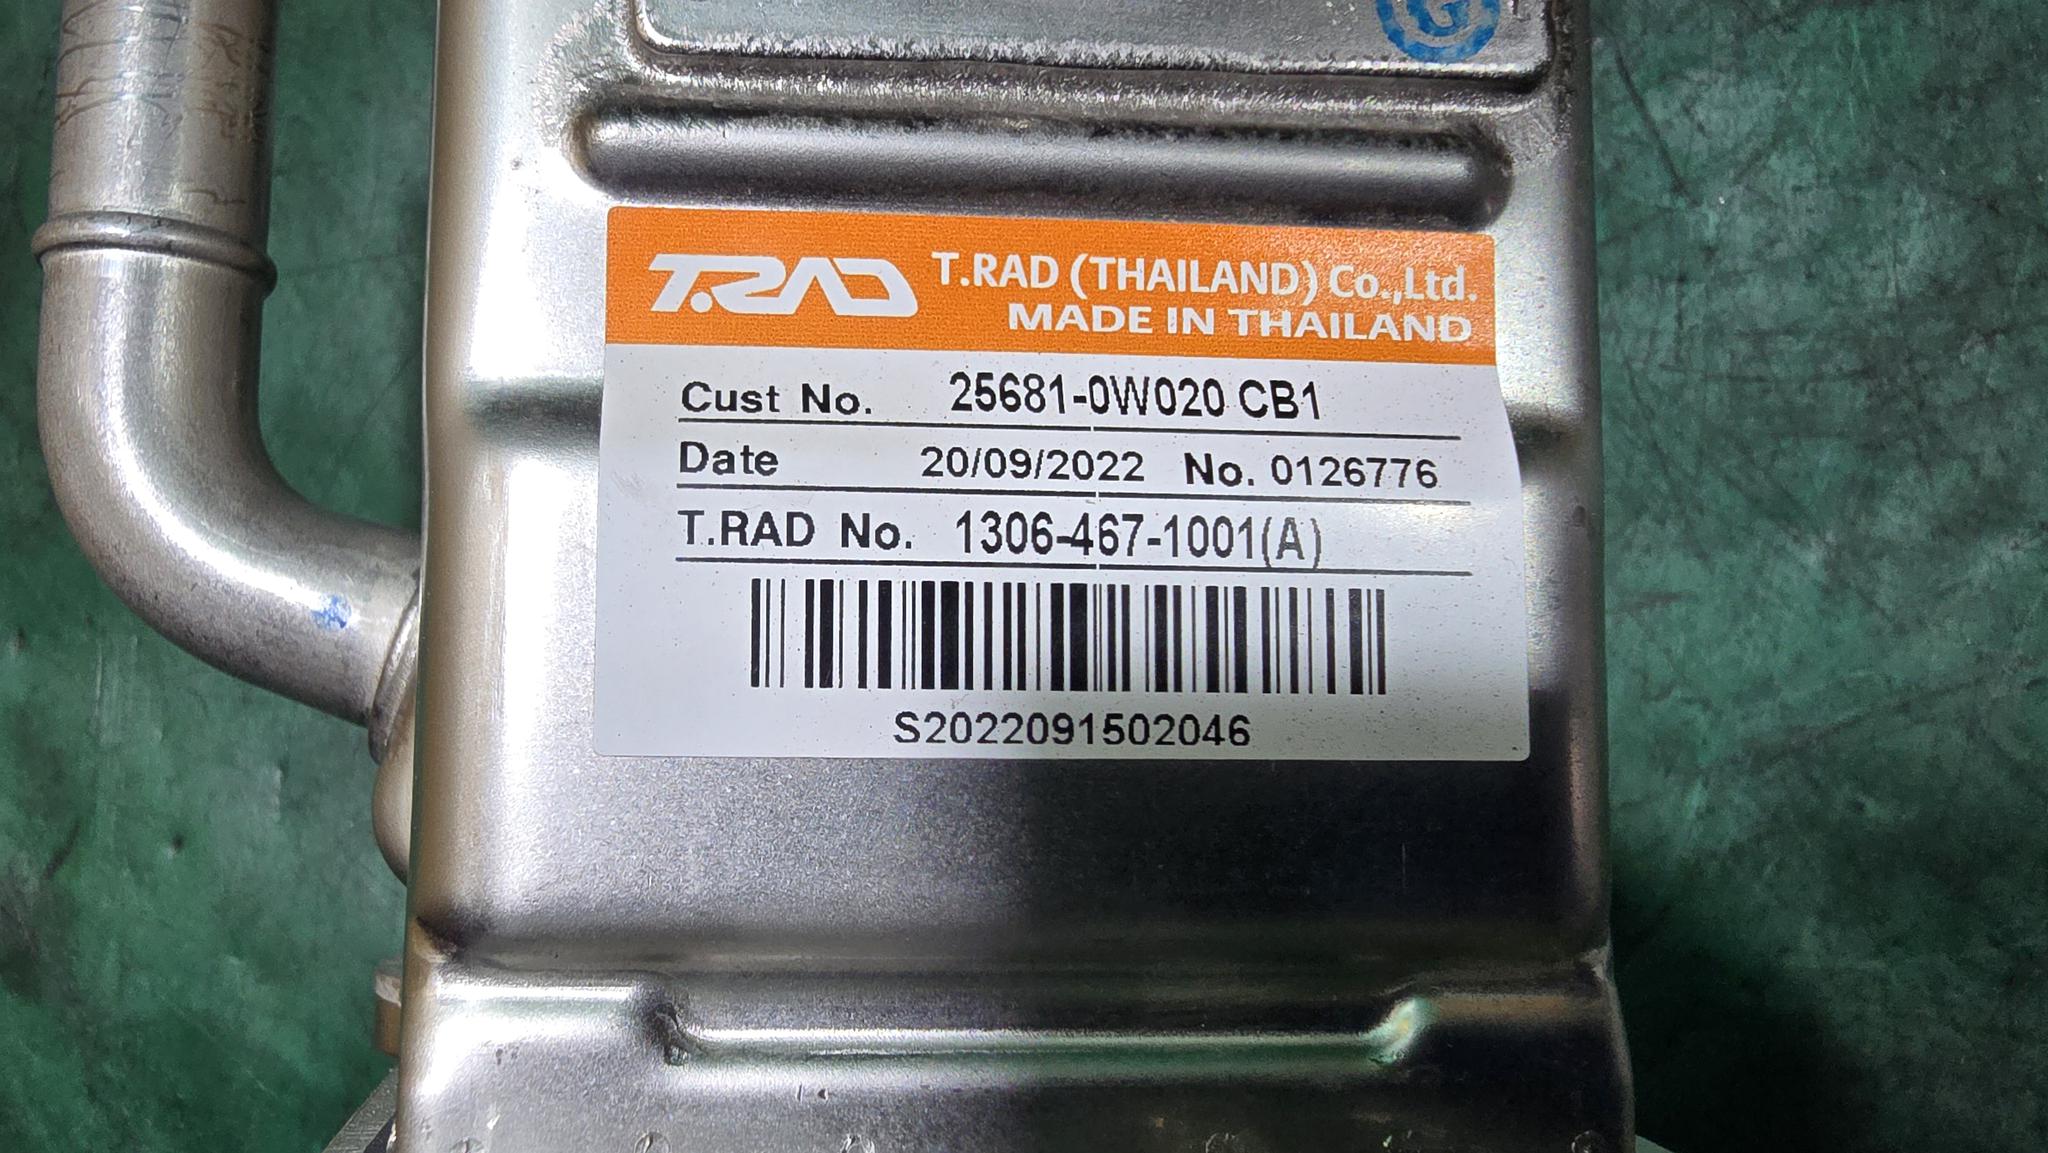 G
T.RAD T.RAD (THAILAND) Co.,Ltd.
MADE IN THAILAND
Cust No. 25681-0W020 CB1
Date 20/09/2022 No. 0126776
T.RAD No. 1306-467-1001(A)
S2022091502046